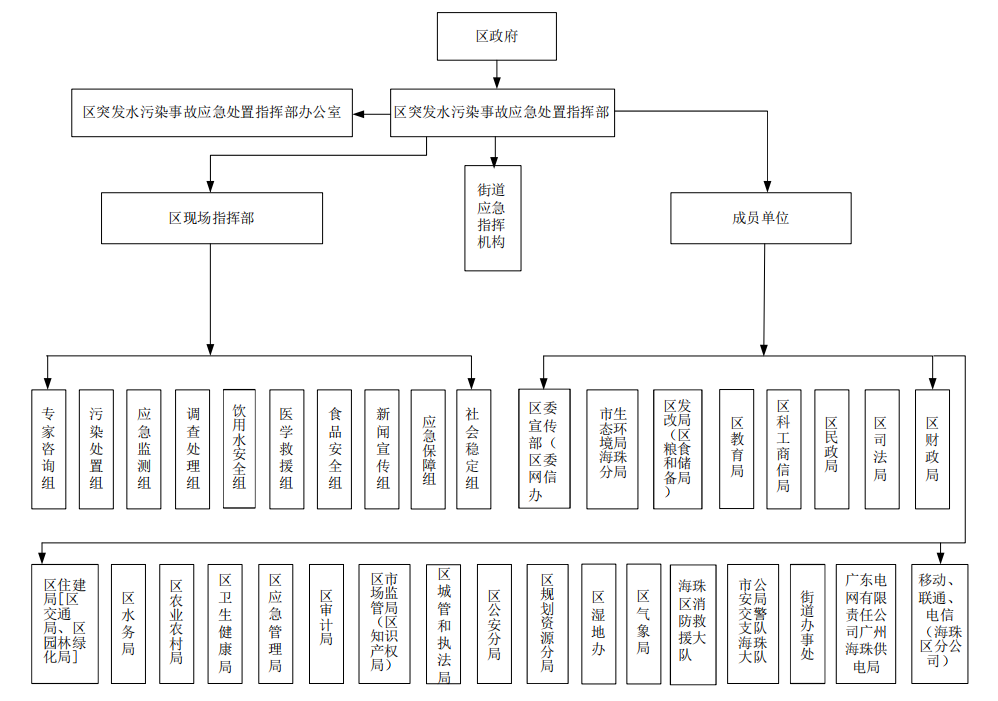 区政府
区突发水污染事故应急处置指挥部办公室
区突发水污染事故应急处置指挥部
区现场指挥部
街道
应急
指挥
机构
成员单位
专家咨询组
污染处置组
应急监测组
调查处理组
饮用水安全组
医学救援组
食品安全组
新闻宣传组
应急保障组
社会稳定组
区委宣传部（区委网信办
市生态环境局海珠分局
区发改局（区粮食和储备局）
区教育局
区科工商信局
区民政局
区司法局
区财政局
区住建
局[区
交通
局、区
园林绿
化局]
区水务局
区农业农村局
区卫生健康局
区应急管理局
区审计局
区市场监管局（区知识产权局）
区城管和执法局
区公安分局
区规划资源分局
区湿地办
区气象局
海珠
区消
防救
援大
队
市公
安局
交警
支队
海珠
大队
街道办事处
广东电
网有限
责任公
司广州
海珠供
电局
移动、
联通、
电信
（海珠
区分公
司）